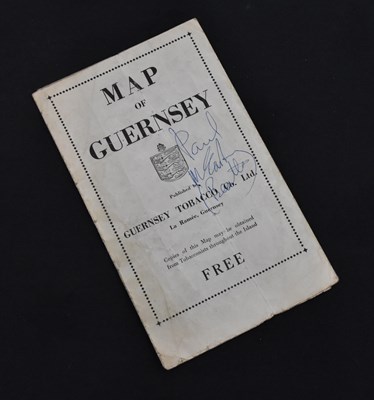 MAP
OF
GUERNSEY
Paul
Published by
GUERNSEY TOBACCO Co. Ltd.
La Ramée, Guernsey
Copies of this Map may be obtained
from Tobacconists throughout the Island
FREE